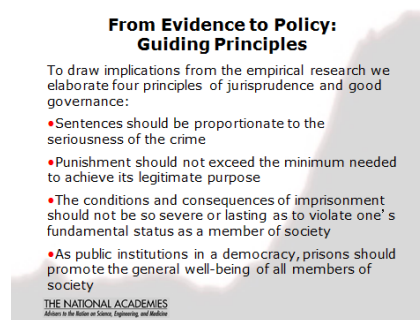 From Evidence to Policy:
Guiding Principles
To draw implications from the empirical research we
elaborate four principles of jurisprudence and good
governance:
•Sentences should be proportionate to the
seriousness of the crime
•Punishment should not exceed the minimum needed
to achieve its legitimate purpose
•The conditions and consequences of imprisonment
should not be so severe or lasting as to violate one's
fundamental status as a member of society
•As public institutions in a democracy, prisons should
promote the general well-being of all members of
society
THE NATIONAL ACADEMIES
Advisers to the Nation on Science, Engineering, and Medicine